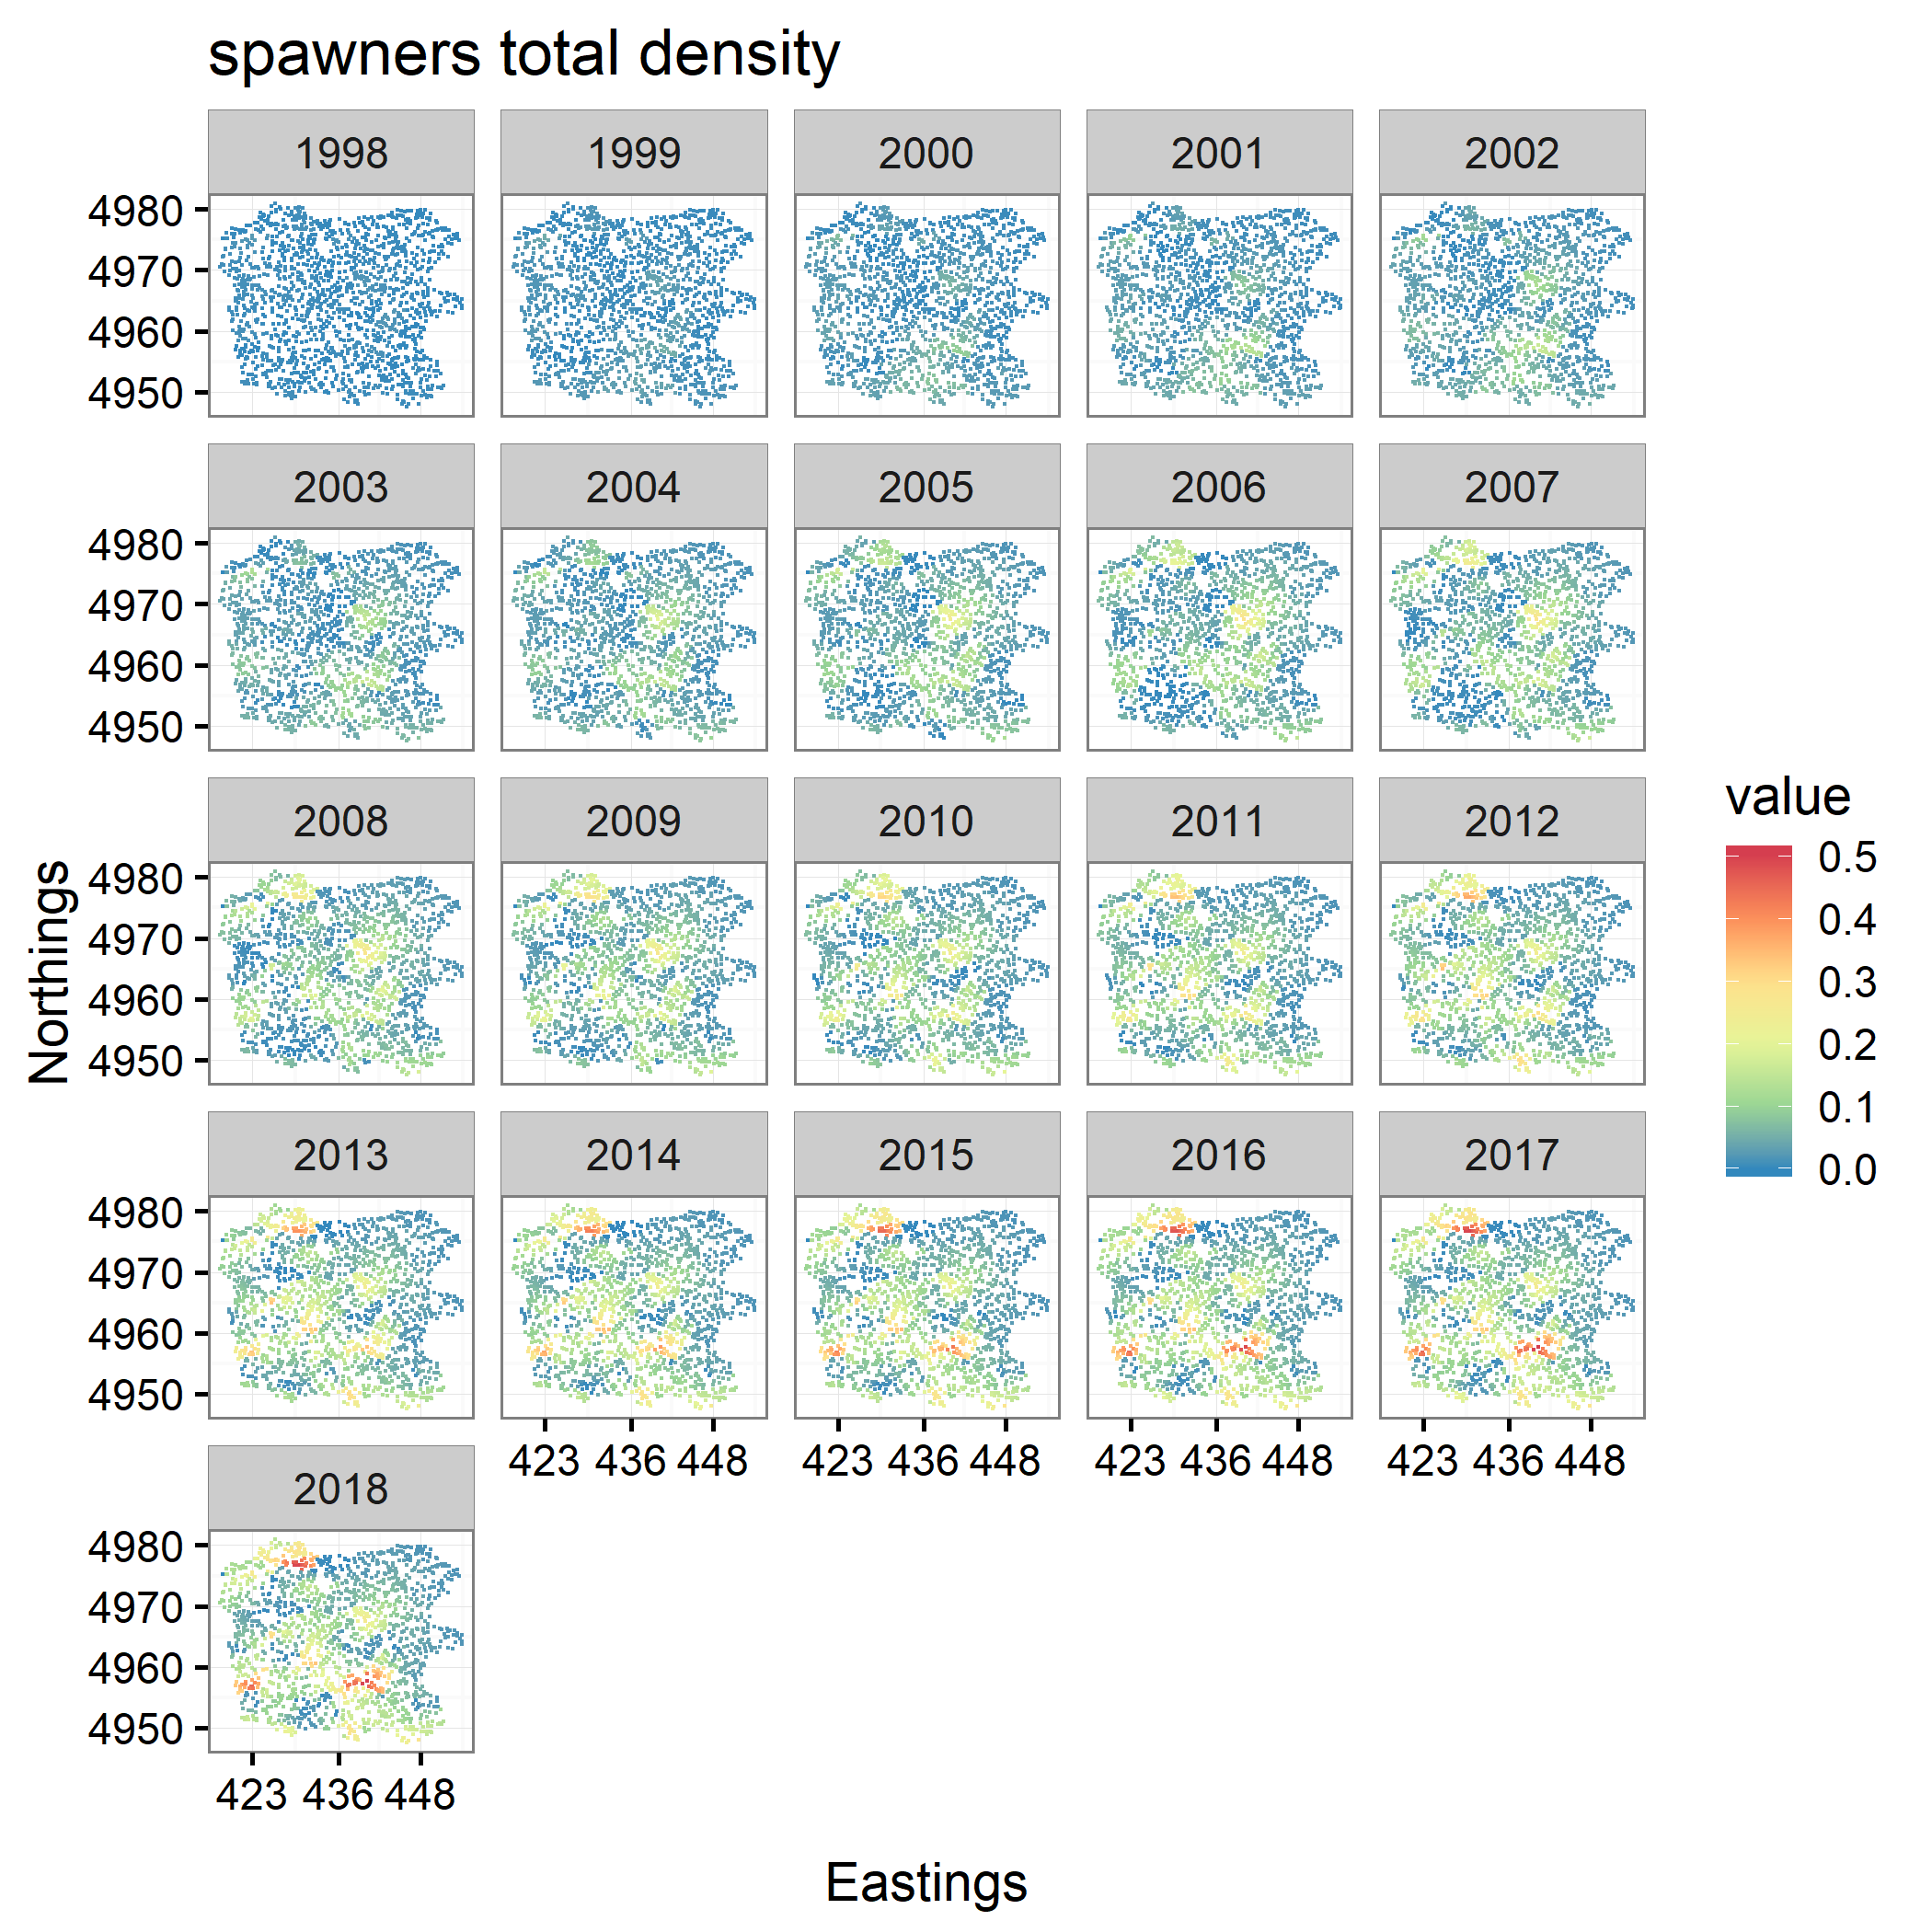 spawners total density
1998 1999 2000 2001 2002
4980
4970
4960
4950
2003 2004 2005 2006 2007
4980
4970
4960
4950
2008 2009 2010 2011 2012
4980
4970
4960
4950
2013 2014 2015 2016 2017
4980
4970
4960
4950
423 436 448 423 436 448 423 436 448 423 436 448
2018
4980
4970
4960
4950
423 436 448
Eastings
Northings
value
0.5
0.4
0.3
0.2
0.1
0.0